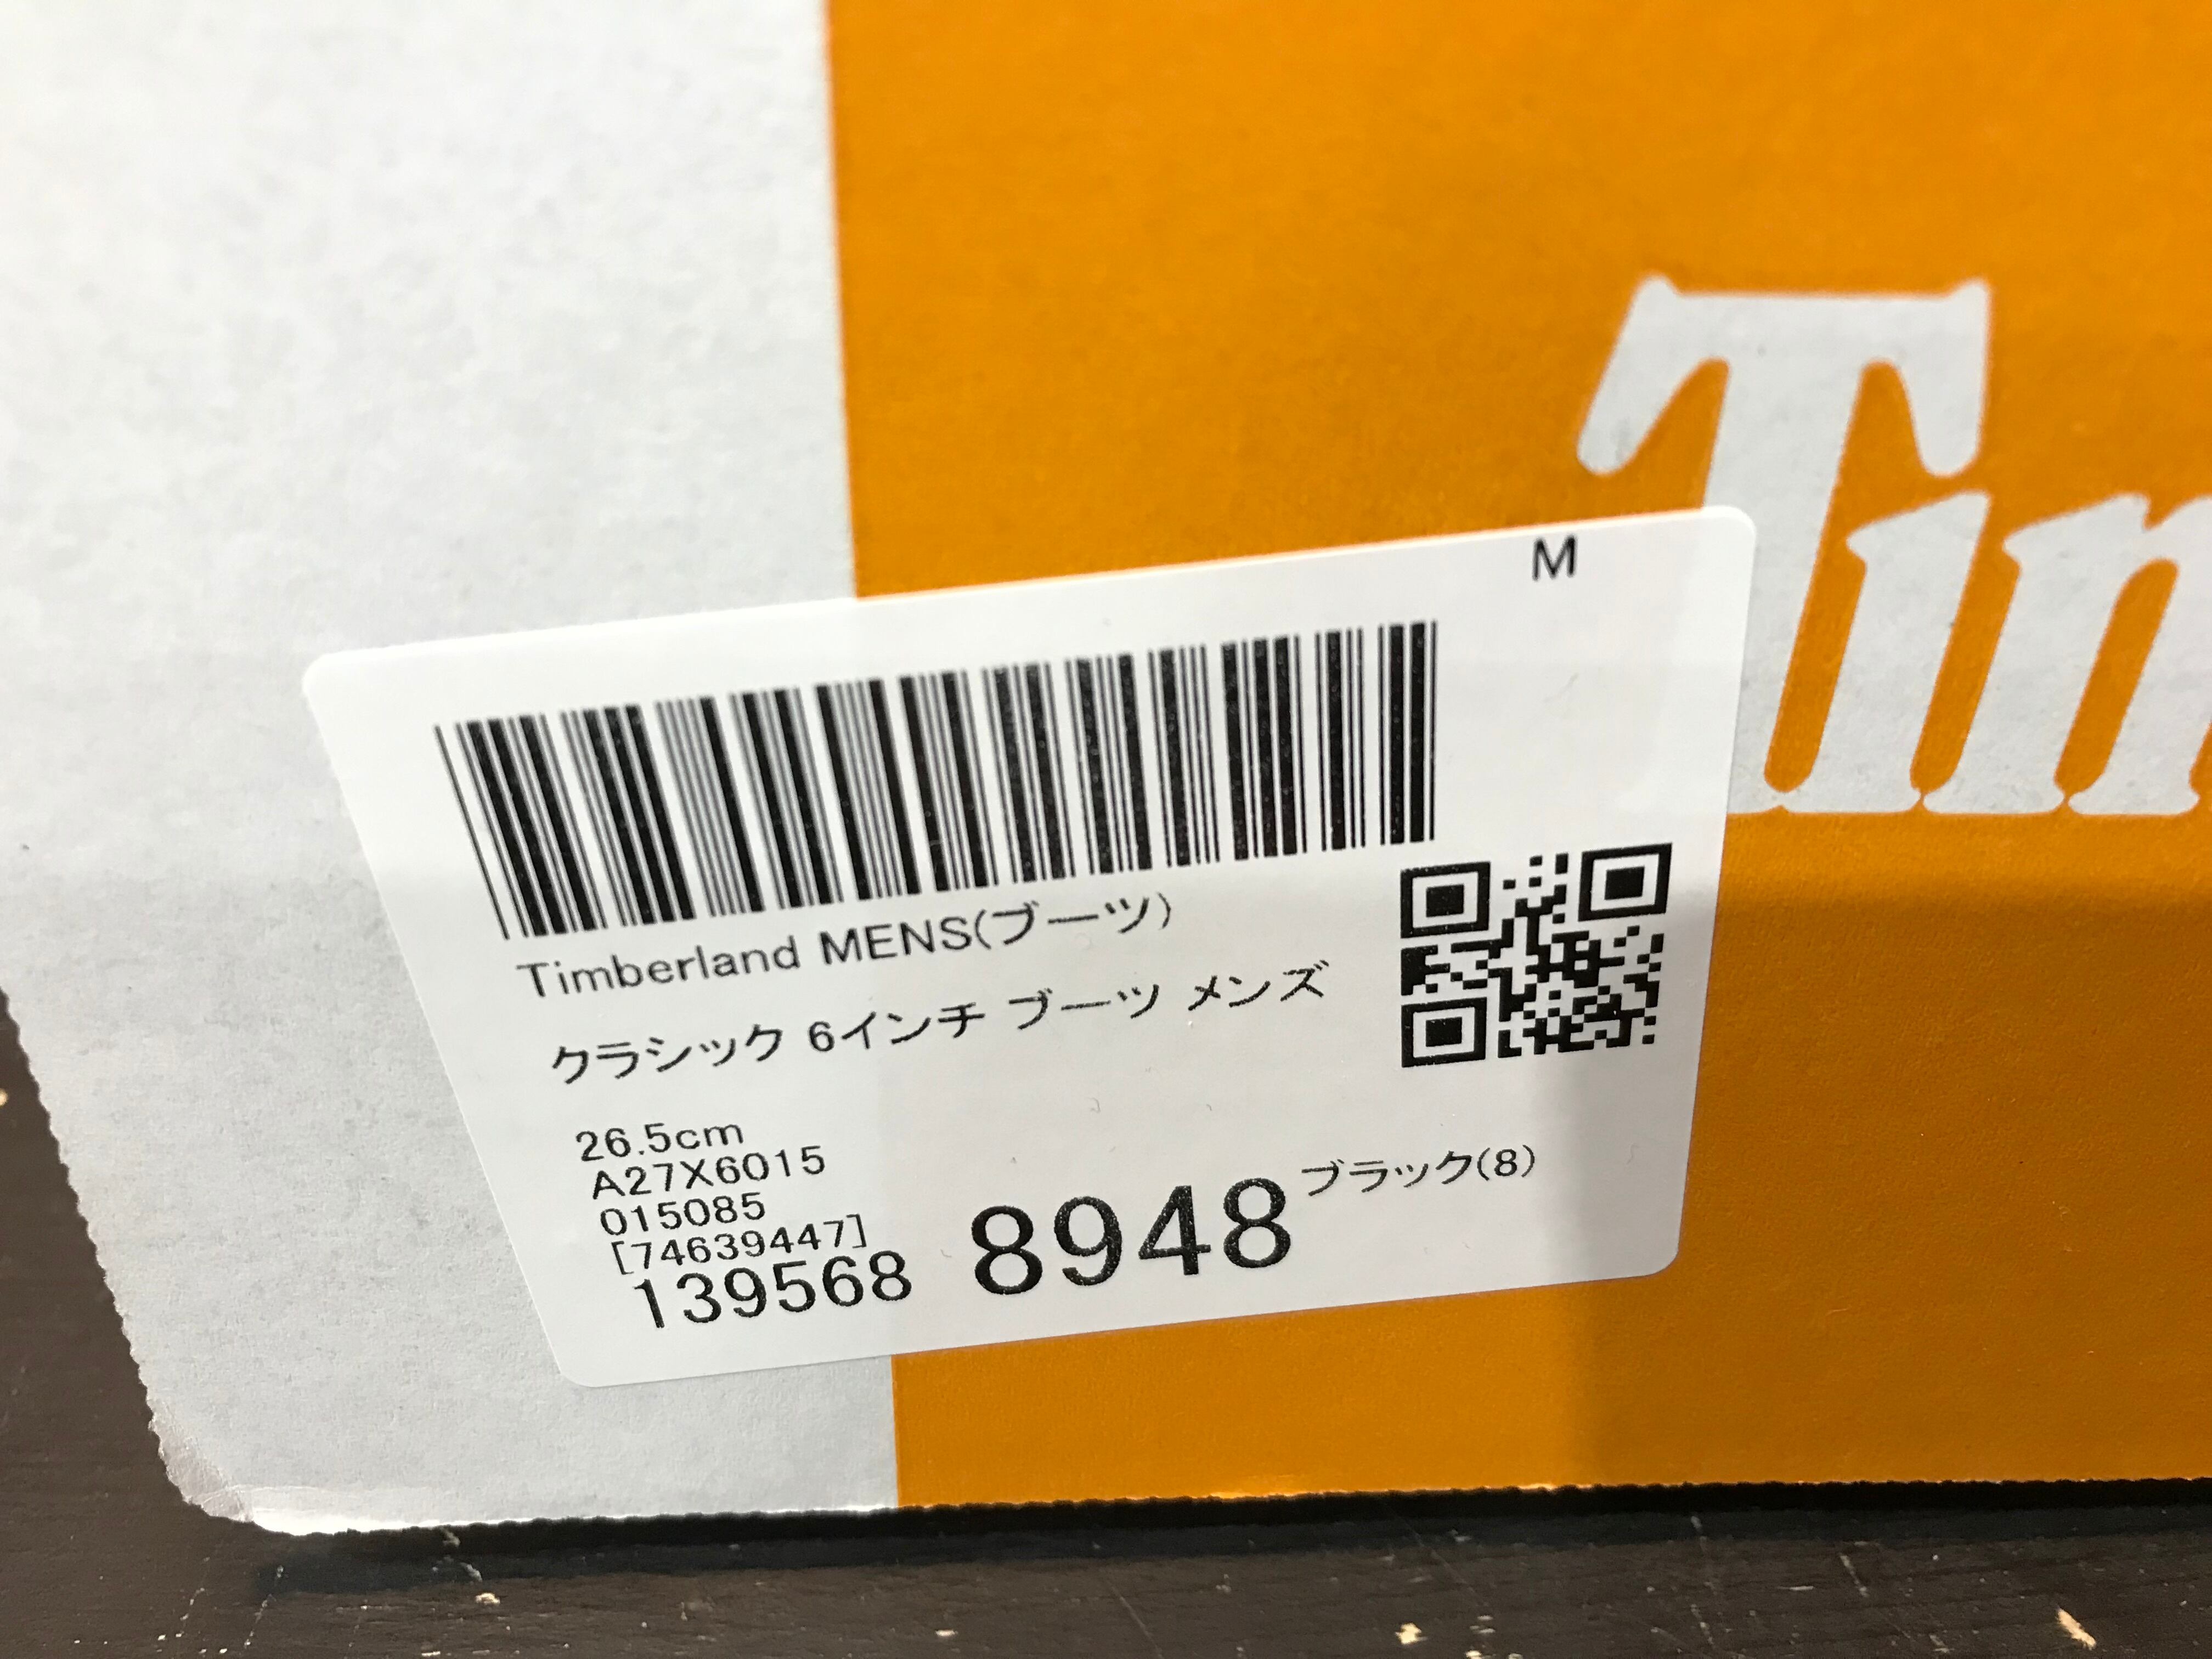 Tim
M
Timberland MENS(ブーツ)
クラシック 6インチ ブーツ メンズ
26.5cm
A27X6015
015085
[74639447]
139568 8948 ブラック(8)